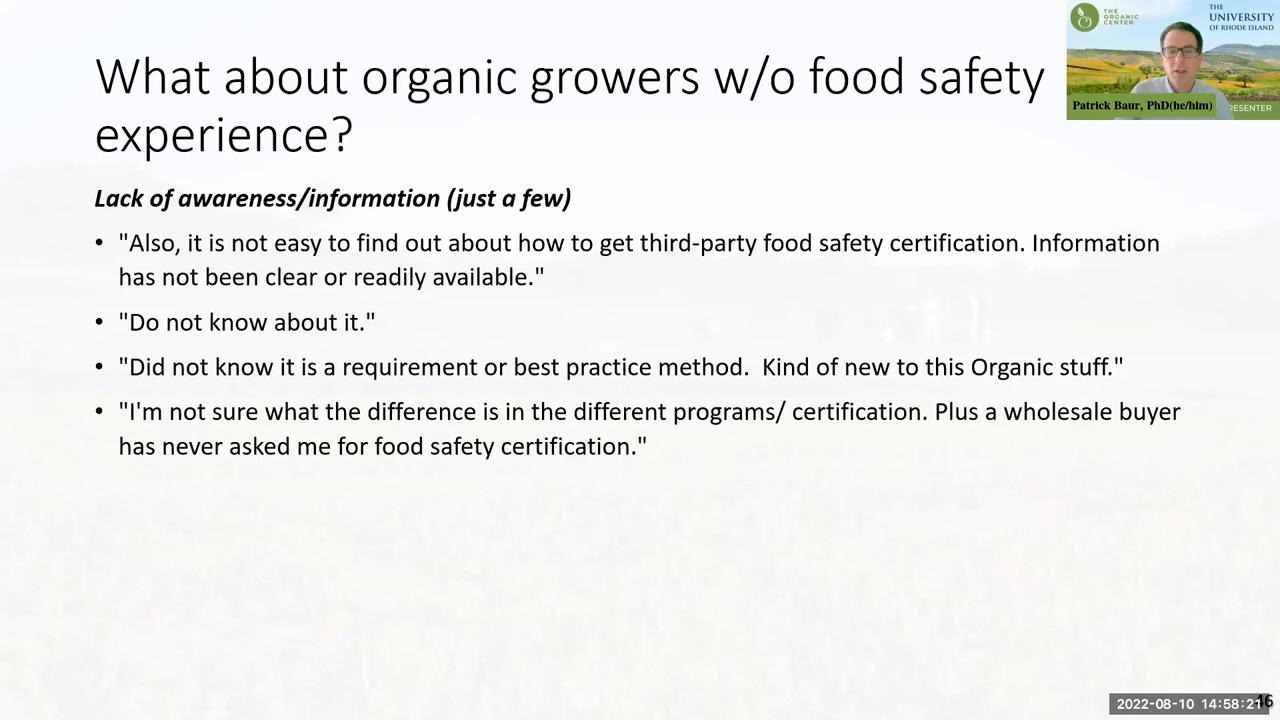 What about organic growers w/o food safety
experience?
Lack of awareness/information (just a few)
• "Also, it is not easy to find out about how to get third-party food safety certification. Information
has not been clear or readily available."
• "Do not know about it."
• "Did not know it is a requirement or best practice method.  Kind of new to this Organic stuff."
• "I'm not sure what the difference is in the different programs/ certification. Plus a wholesale buyer
has never asked me for food safety certification."
THE
ORGANIC
CENTER
THE
UNIVERSITY
OF RHODE ISLAND
Patrick Baur, PhD(he/him)
RESENTER
2022-08-10 14:58:21